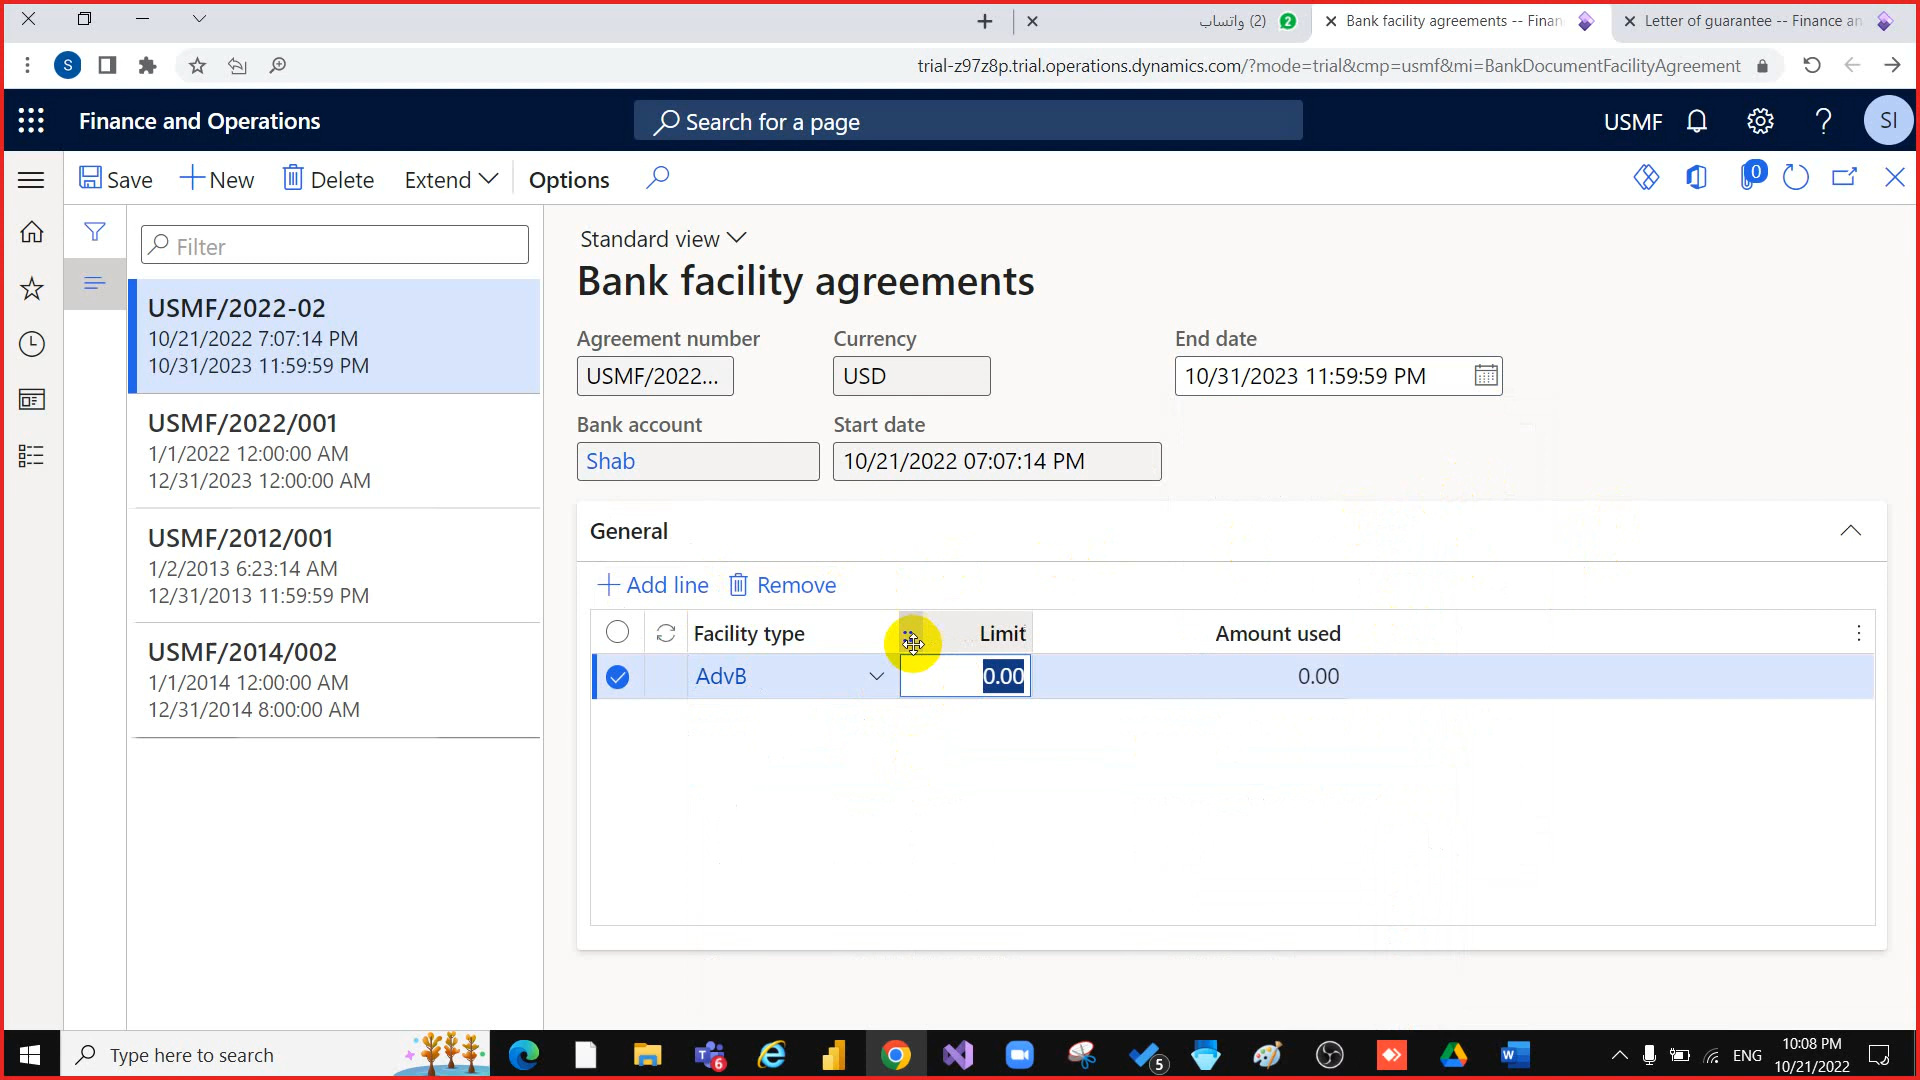 (2) واتساب
2
Bank facility agreements -- Finan
Letter of guarantee -- Finance an
S
trial-z97z8p.trial.operations.dynamics.com/?mode=trial&cmp=usmf&mi=BankDocumentFacilityAgreement
Finance and Operations
Search for a page
USMF
?
SI
Save
New
Delete
Extend
Options
0
Filter
USMF/2022-02
10/21/2022 7:07:14 PM
10/31/2023 11:59:59 PM
USMF/2022/001
1/1/2022 12:00:00 AM
12/31/2023 12:00:00 AM
USMF/2012/001
1/2/2013 6:23:14 AM
12/31/2013 11:59:59 PM
USMF/2014/002
1/1/2014 12:00:00 AM
12/31/2014 8:00:00 AM
Standard view
Bank facility agreements
Agreement number
Currency
End date
USMF/2022...
USD
10/31/2023 11:59:59 PM
Bank account
Start date
Shab
10/21/2022 07:07:14 PM
General
Add line
Remove
Facility type
Limit
Amount used
AdvB
0.00
0.00
Type here to search
6
5
ENG
10:08 PM
10/21/2022